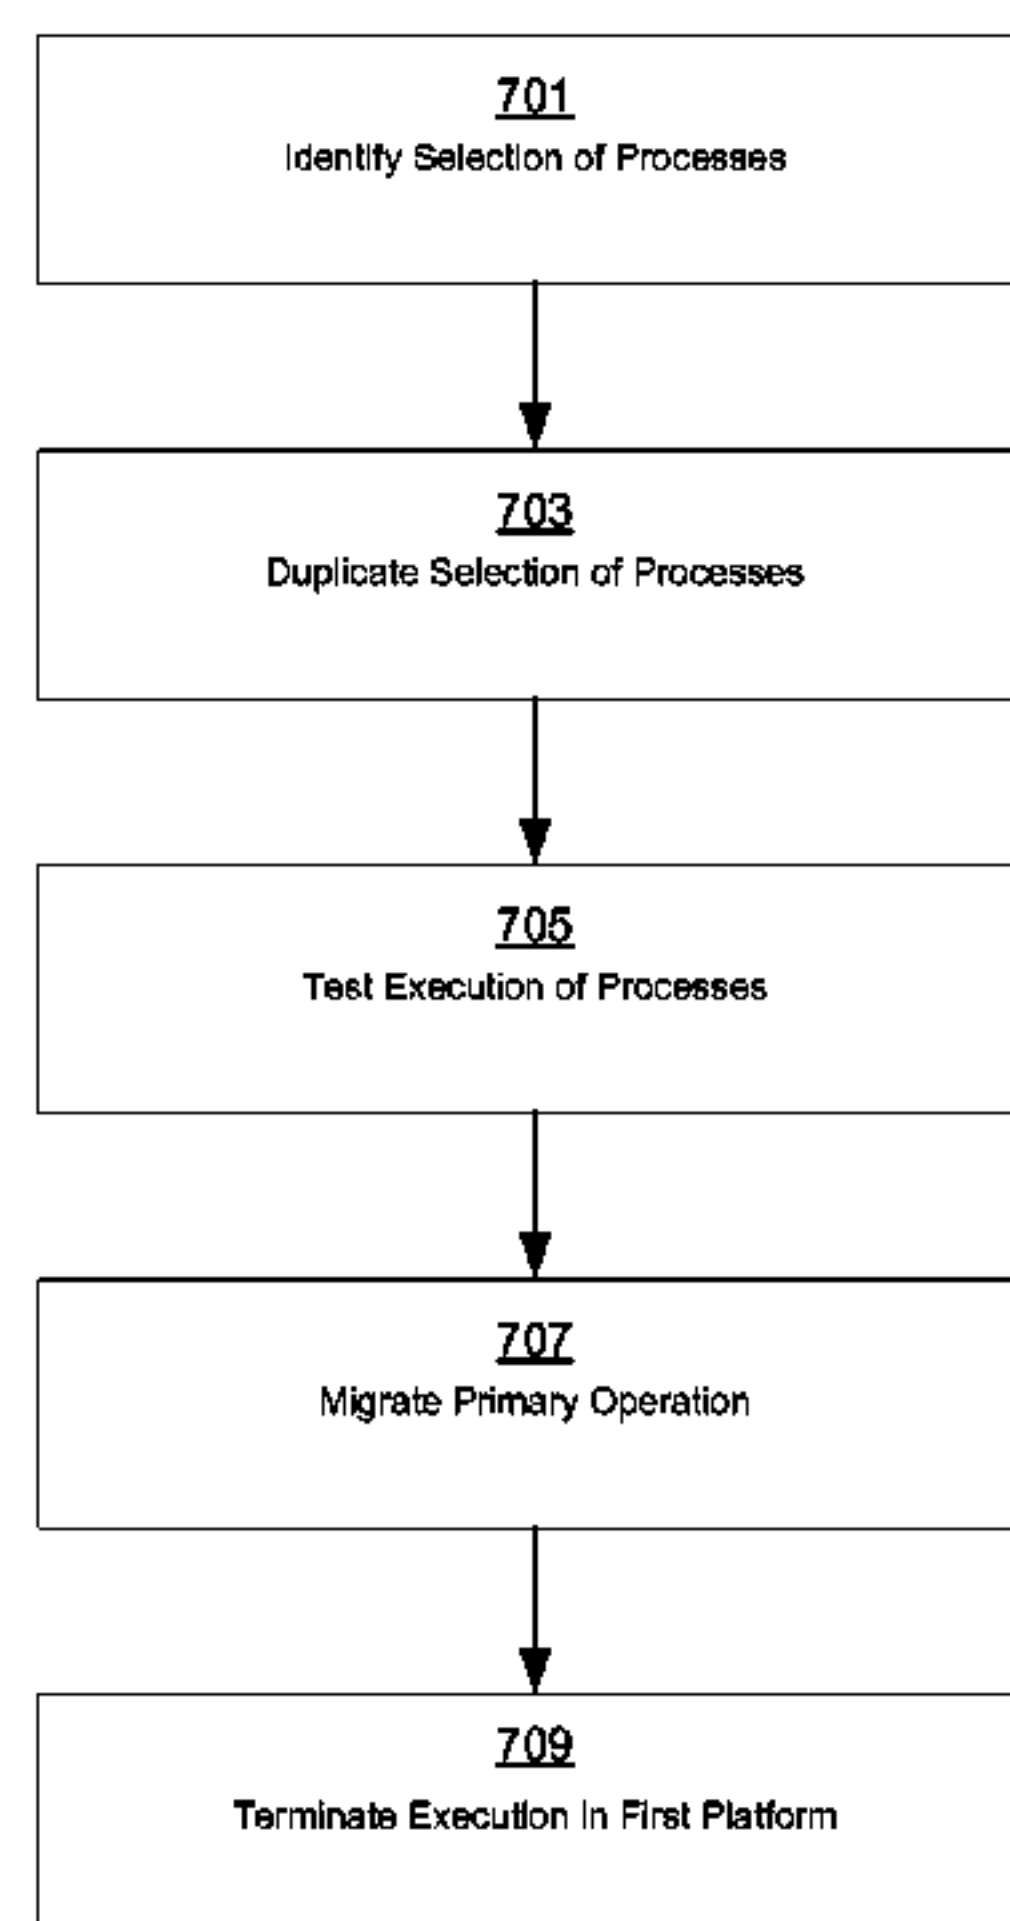 701
Identify Selection of Processes
703
Duplicate Selection of Processes
705
Test Execution of Processes
707
Migrate Primary Operation
709
Terminate Execution in First Platform